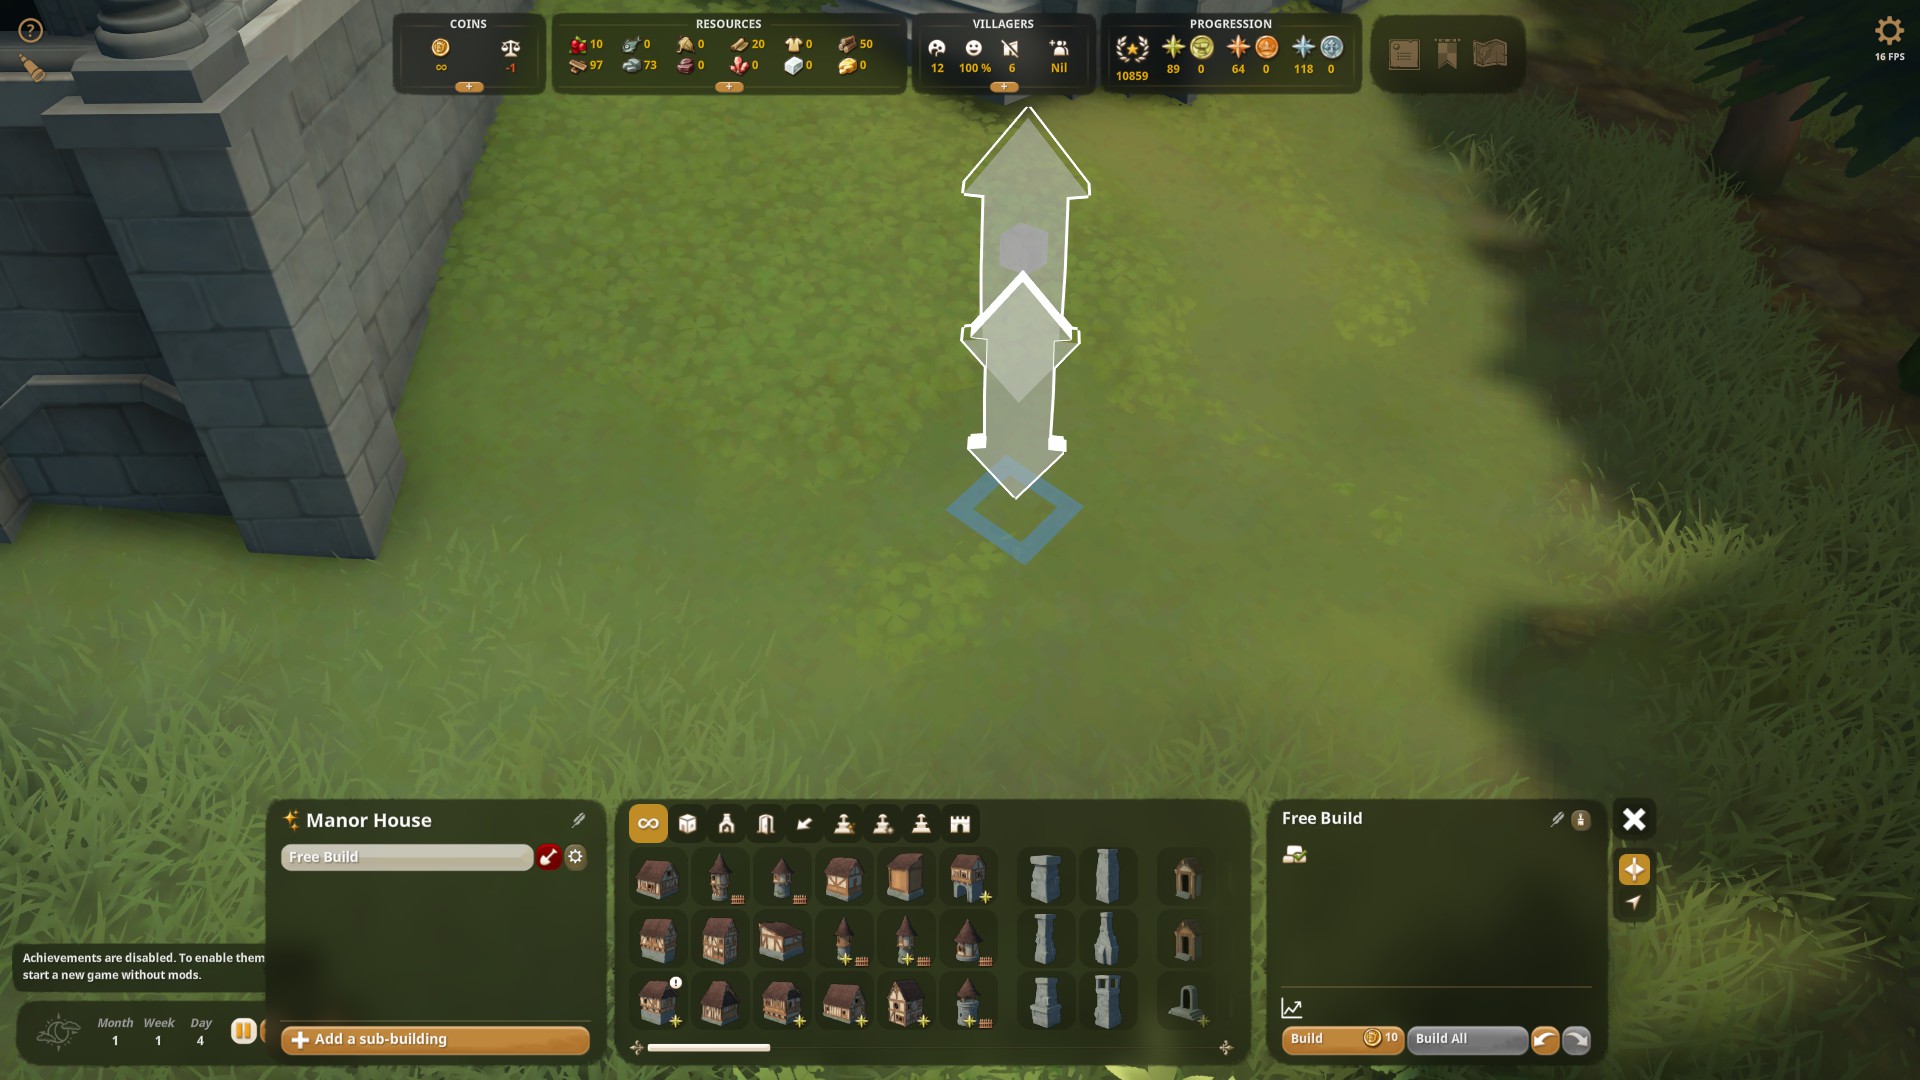 COINS
∞ -1
RESOURCES
10 0 0 20 0 50
97 73 0 0 0 0
VILLAGERS
12 100 % 6 Nil
PROGRESSION
10859 89 0 64 0 118 0
16 FPS
Manor House
Free Build
Add a sub-building
Achievements are disabled. To enable them
start a new game without mods.
Month Week Day
1 1 4
Free Build
Build 10 Build All